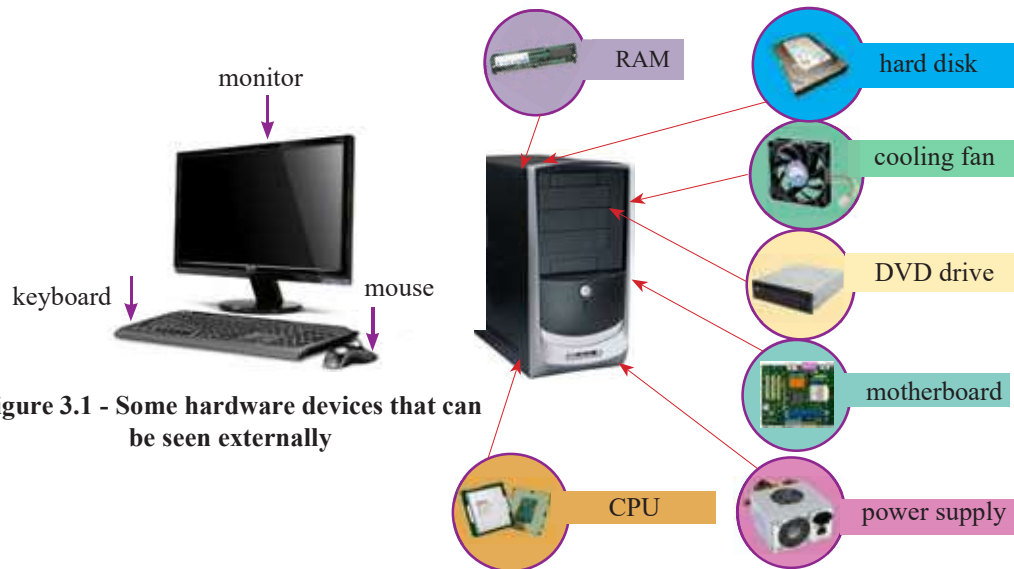 monitor
keyboard
mouse
igure 3.1 - Some hardware devices that can
be seen externally
RAM
hard disk
cooling fan
DVD drive
motherboard
power supply
CPU